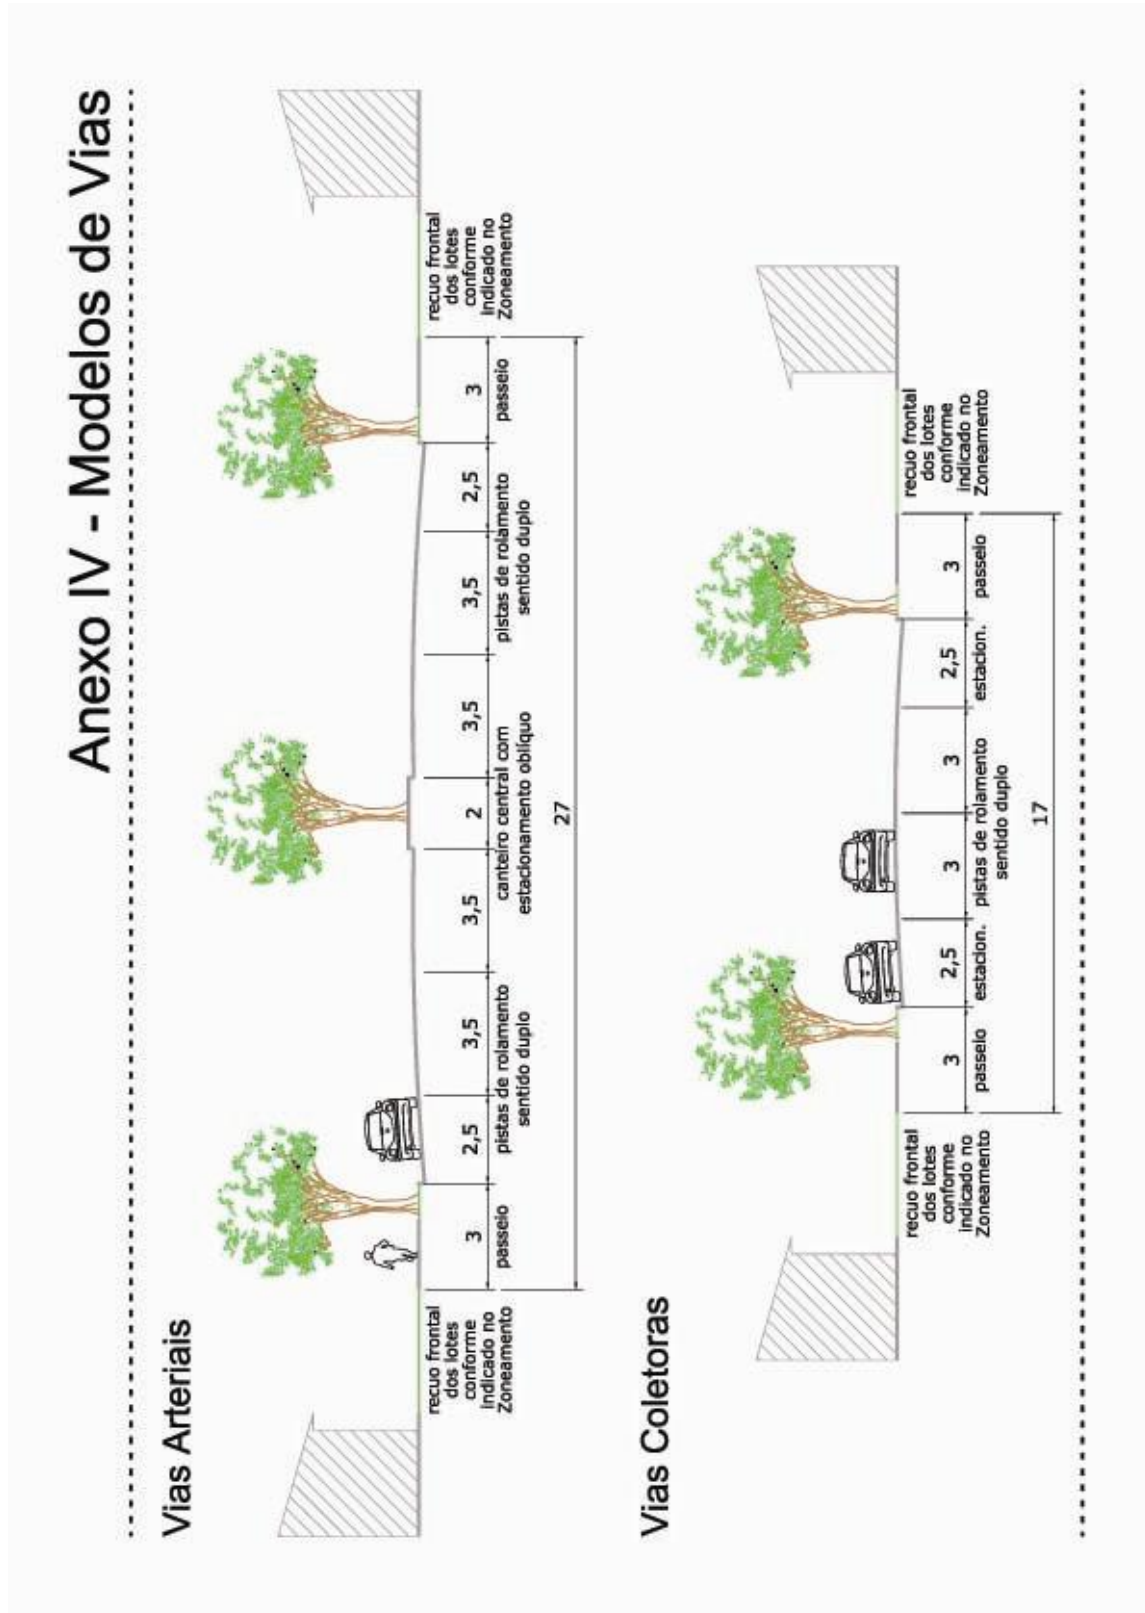 Anexo IV - Modelos de Vias
Vias Arteriais
3
2,5
3,5
3,5
2
3,5
3,5
2,5
3
recuo frontal
dos lotes
conforme
indicado no
Zoneamento
passeio
pistas de rolamento
sentido duplo
canteiro central com
estacionamento oblíquo
pistas de rolamento
sentido duplo
passeio
recuo frontal
dos lotes
conforme
indicado no
Zoneamento
27
Vias Coletoras
3
2,5
3
3
2,5
3
recuo frontal
dos lotes
conforme
indicado no
Zoneamento
passeio
estacion.
pistas de rolamento
sentido duplo
estacion.
passeio
recuo frontal
dos lotes
conforme
indicado no
Zoneamento
17